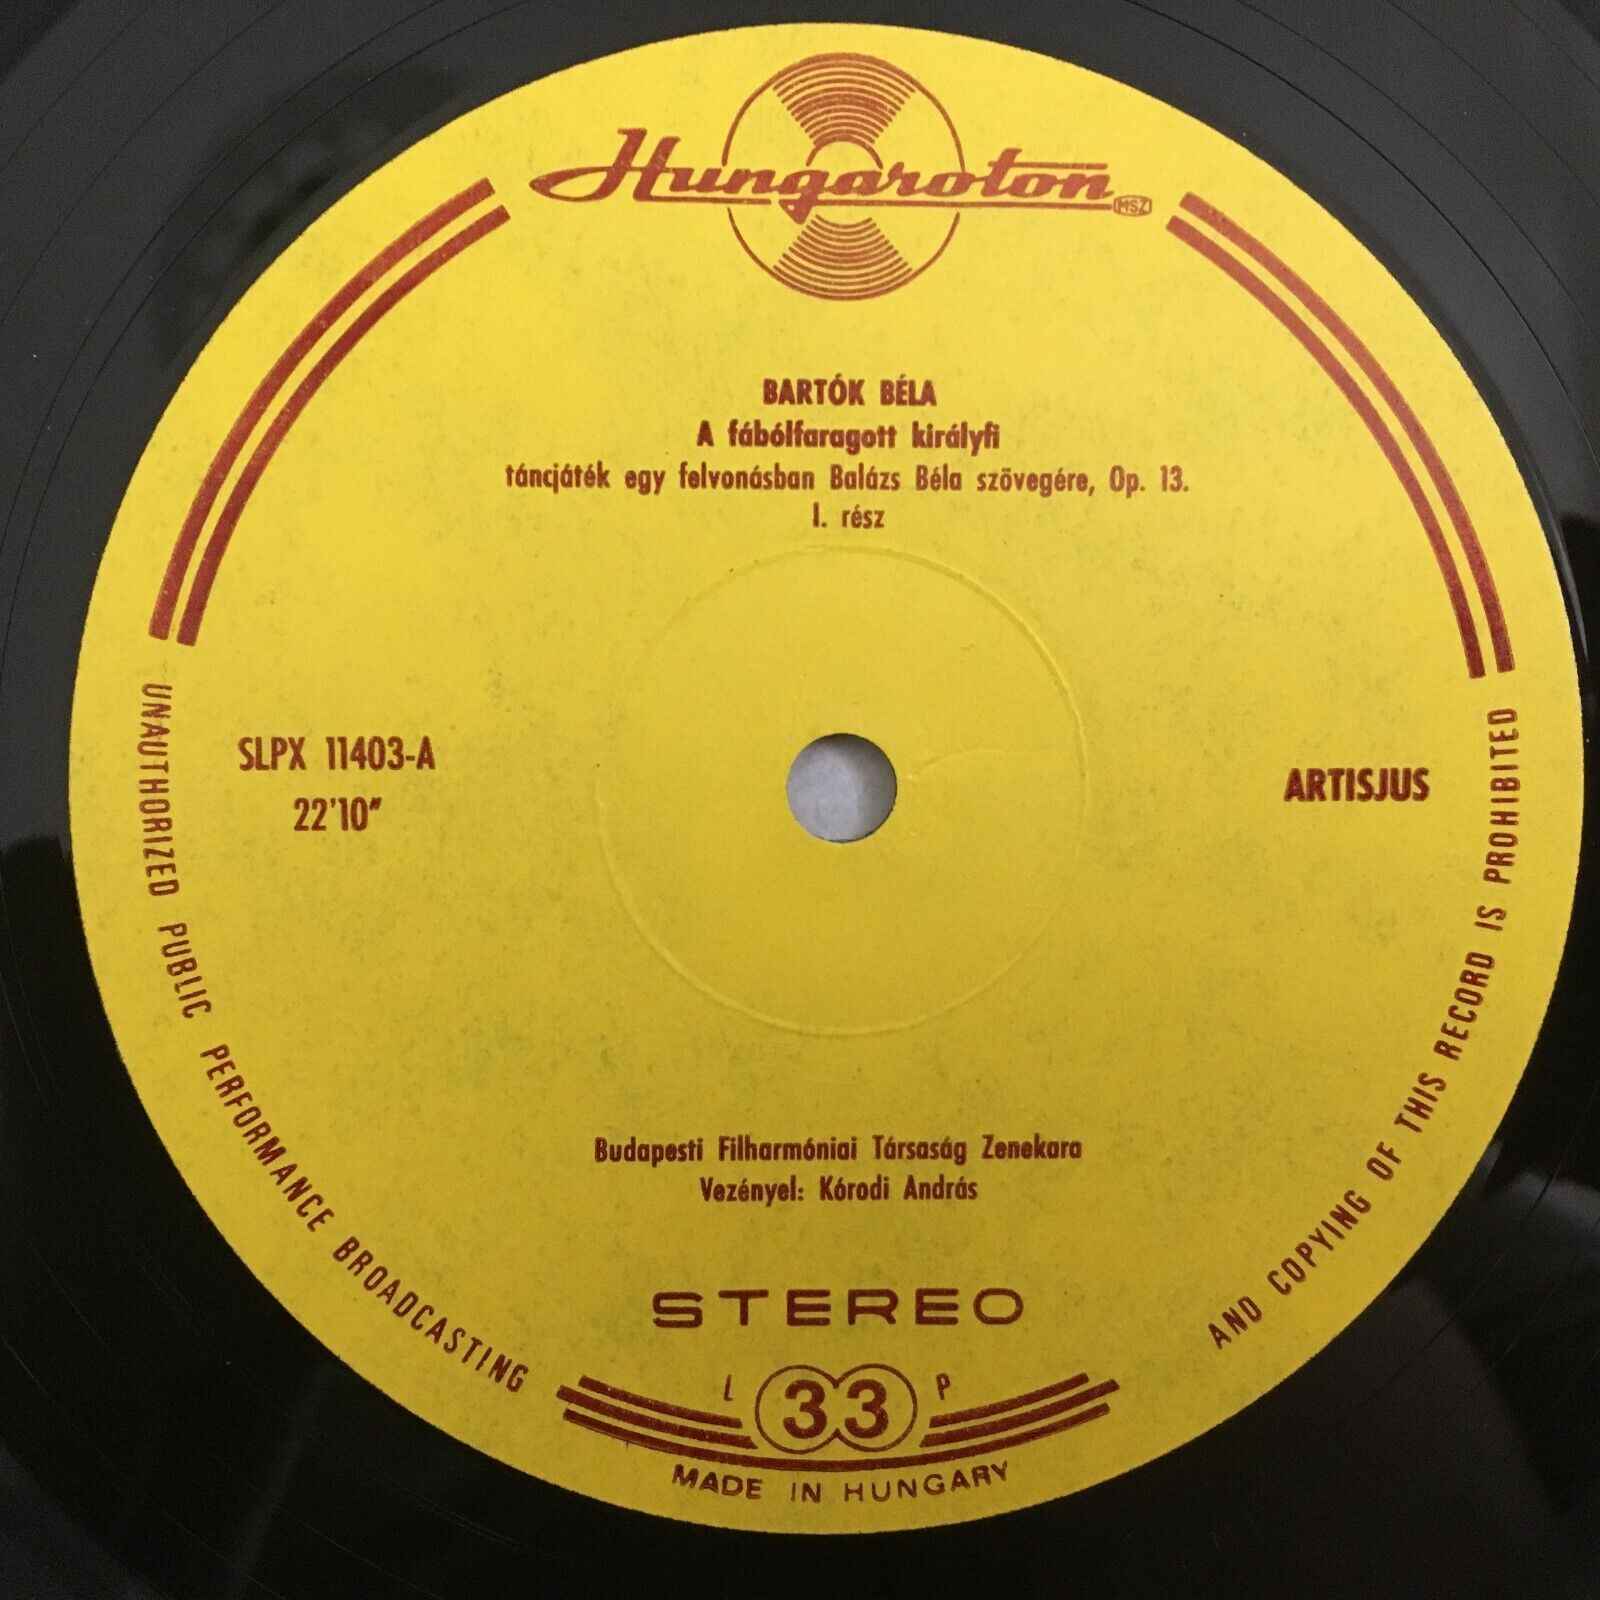 Hungaroton
MSZ
BARTÓK BÉLA
A fábólfaragott királyfi
táncjáték egy felvonásban Balázs Béla szövegére, Op. 13.
I. rész
SLPX 11403-A
22'10"
ARTISJUS
Budapesti Filharmóniai Társaság Zenekara
Vezényel: Kórodi András
STEREO
L 33 P
MADE IN HUNGARY
UNAUTHORIZED PUBLIC PERFORMANCE BROADCASTING AND COPYING OF THIS RECORD IS PROHIBITED